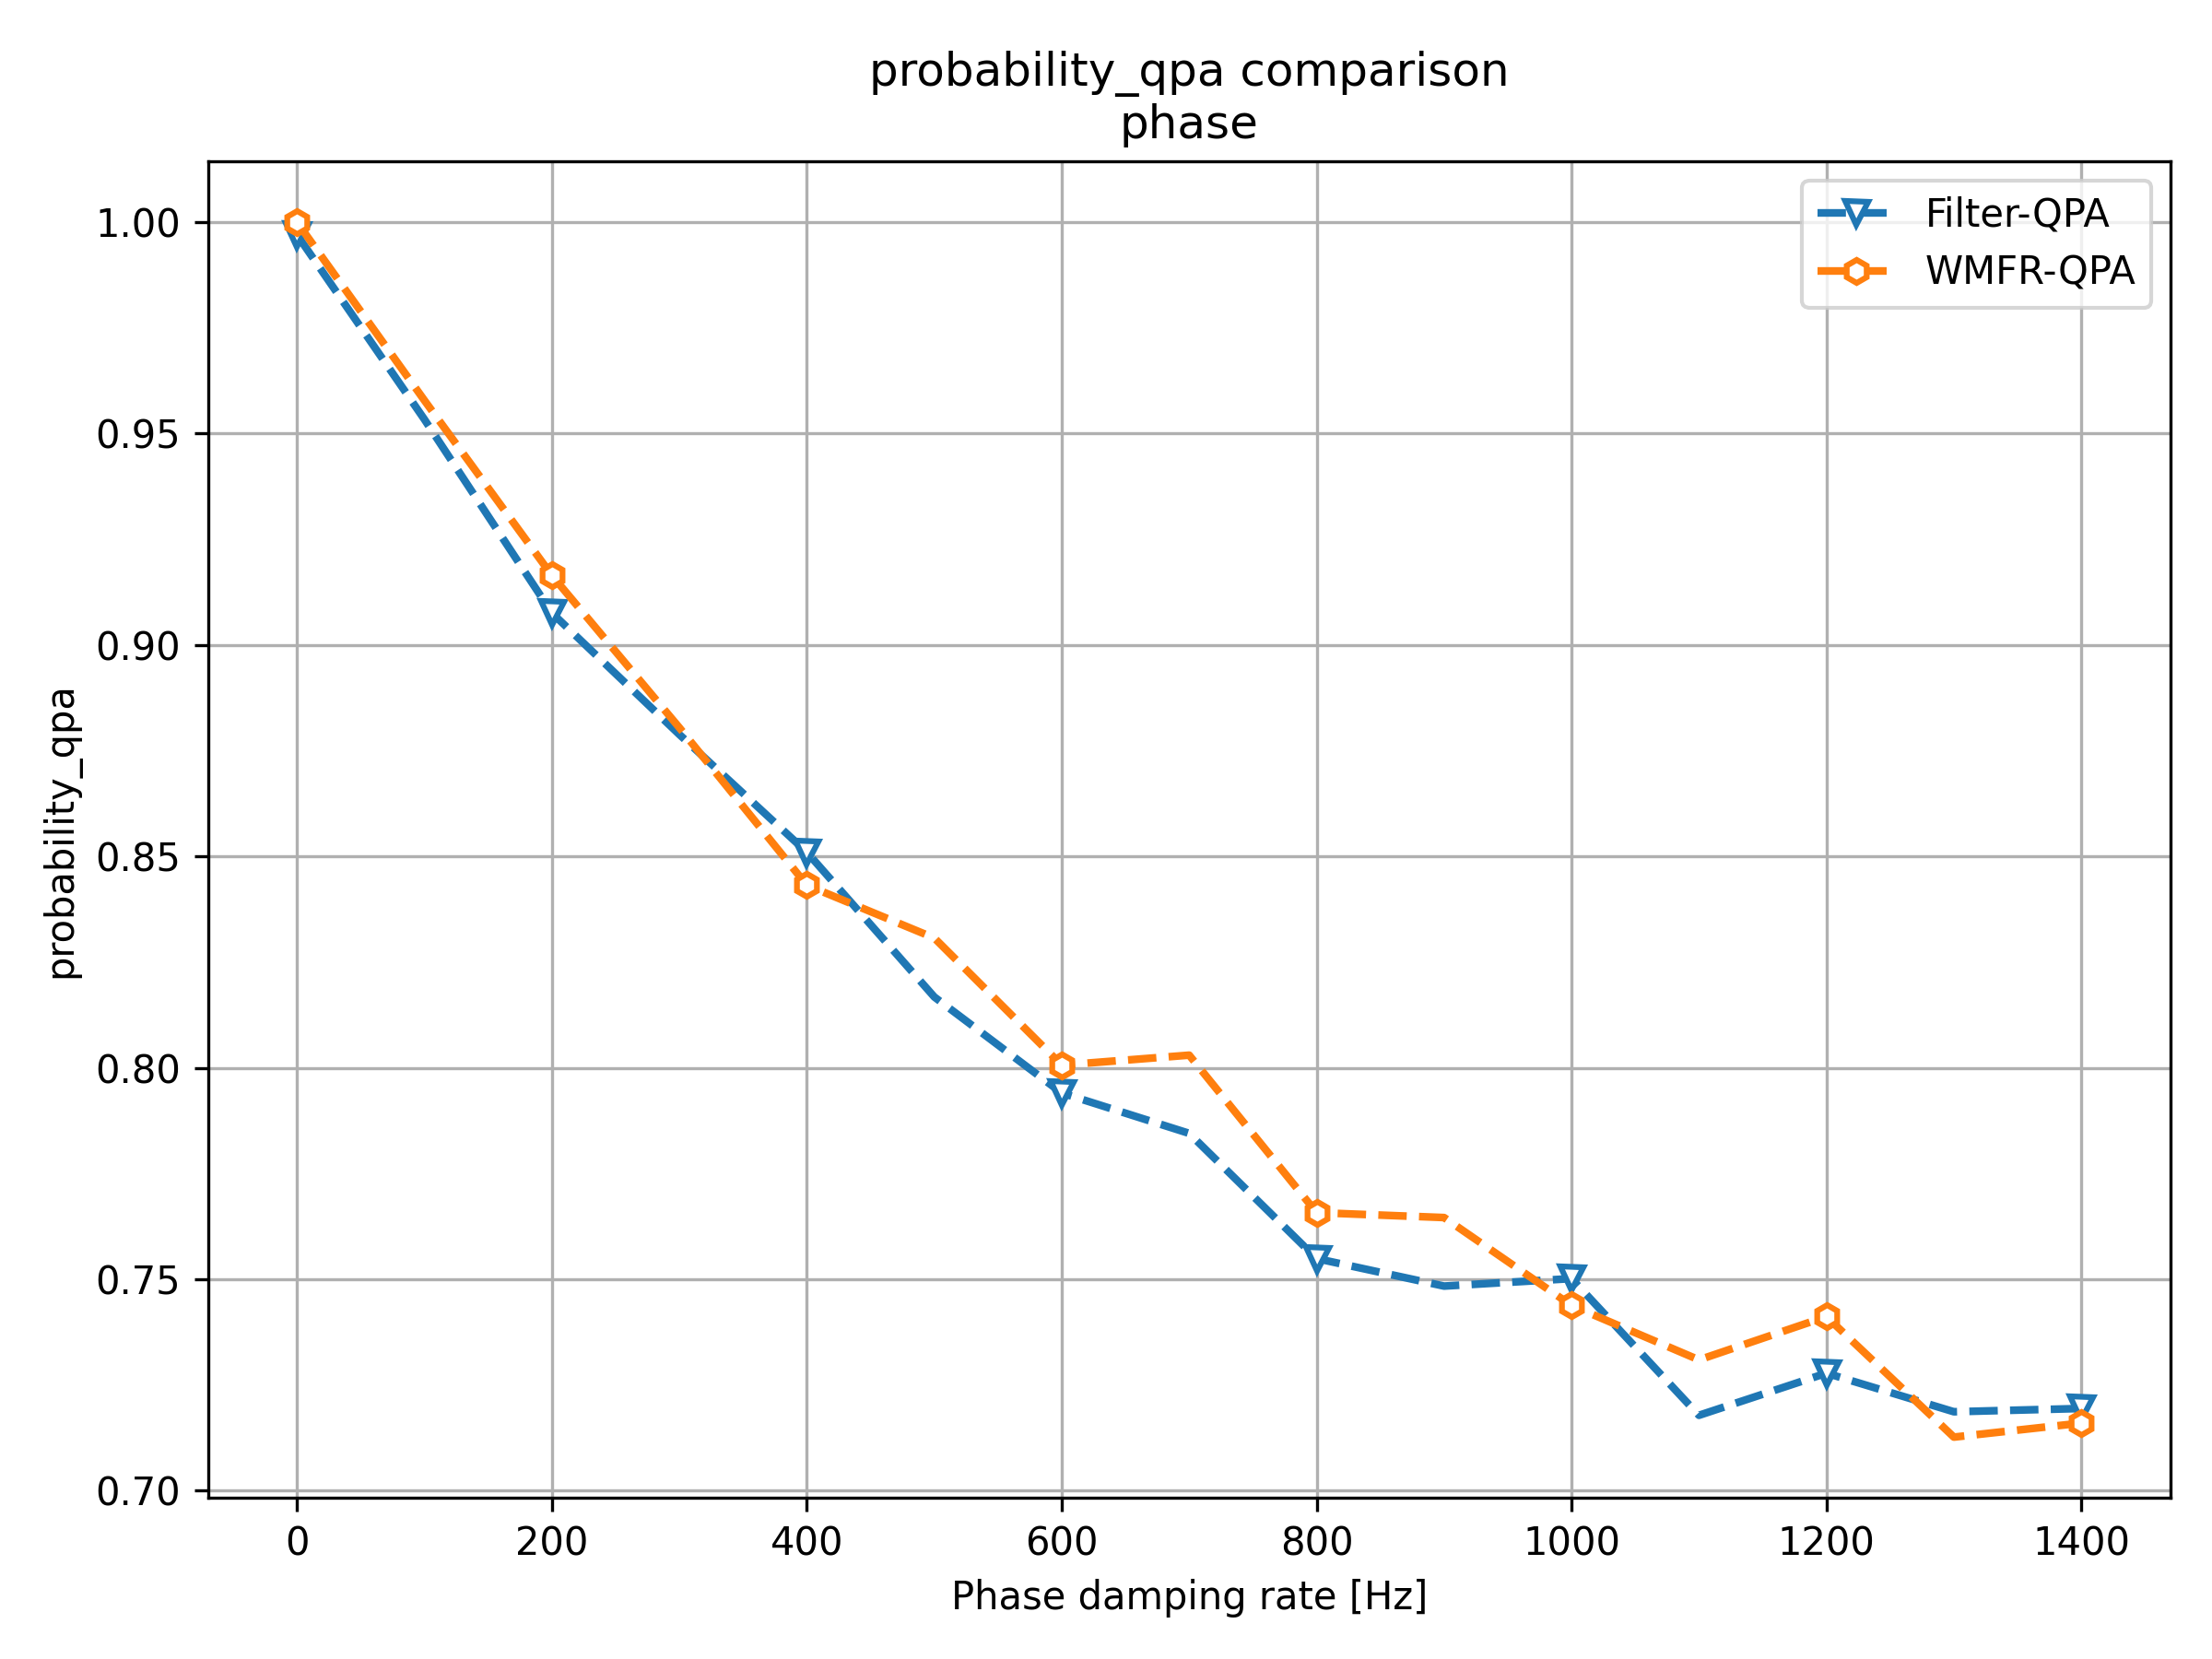 probability_qpa comparison
phase
Filter-QPA
WMFR-QPA
probability_qpa
1.00
0.95
0.90
0.85
0.80
0.75
0.70
0 200 400 600 800 1000 1200 1400
Phase damping rate [Hz]